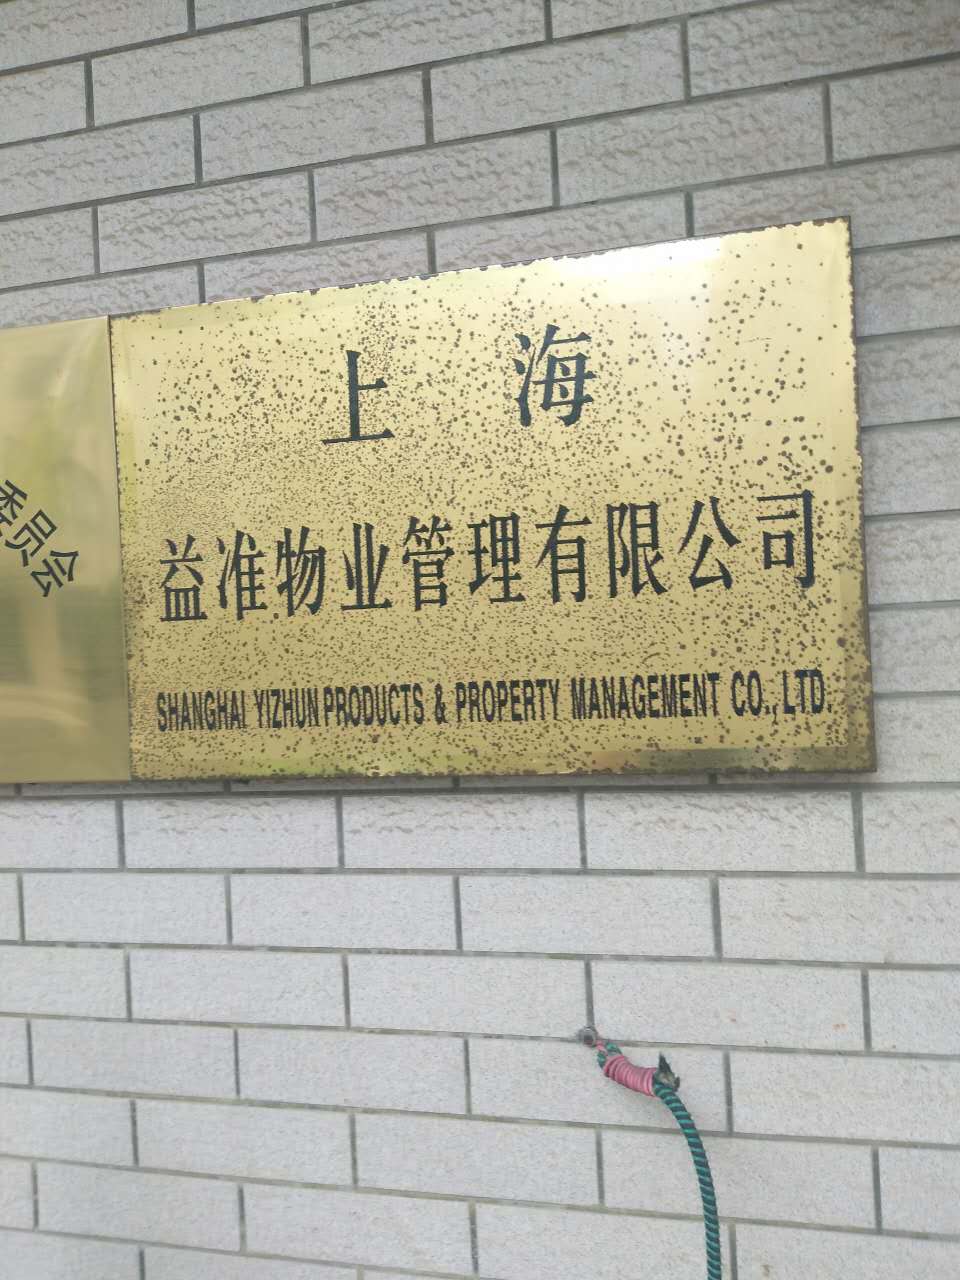 委员会
上海
益准物业管理有限公司
SHANGHAI YIZHUN PRODUCTS & PROPERTY MANAGEMENT CO., LTD.